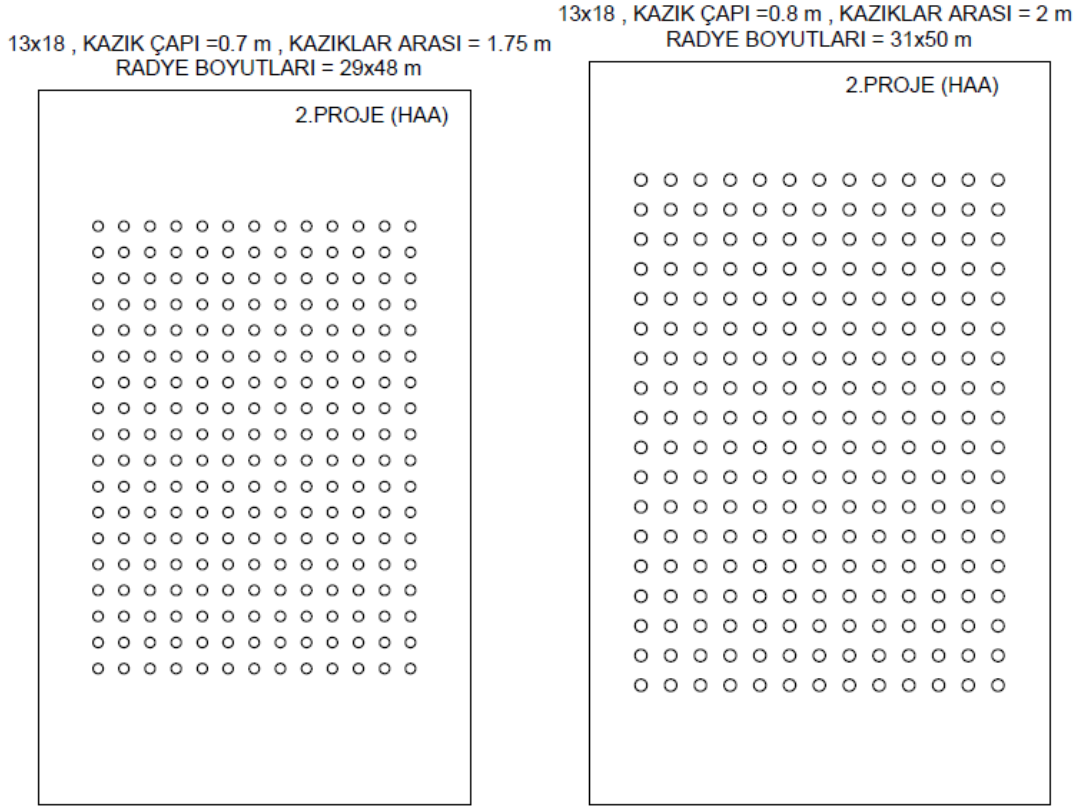 13x18 , KAZIK ÇAPI =0.7 m , KAZIKLAR ARASI = 1.75 m
RADYE BOYUTLARI = 29x48 m
2.PROJE (HAA)
13x18 , KAZIK ÇAPI =0.8 m , KAZIKLAR ARASI = 2 m
RADYE BOYUTLARI = 31x50 m
2.PROJE (HAA)